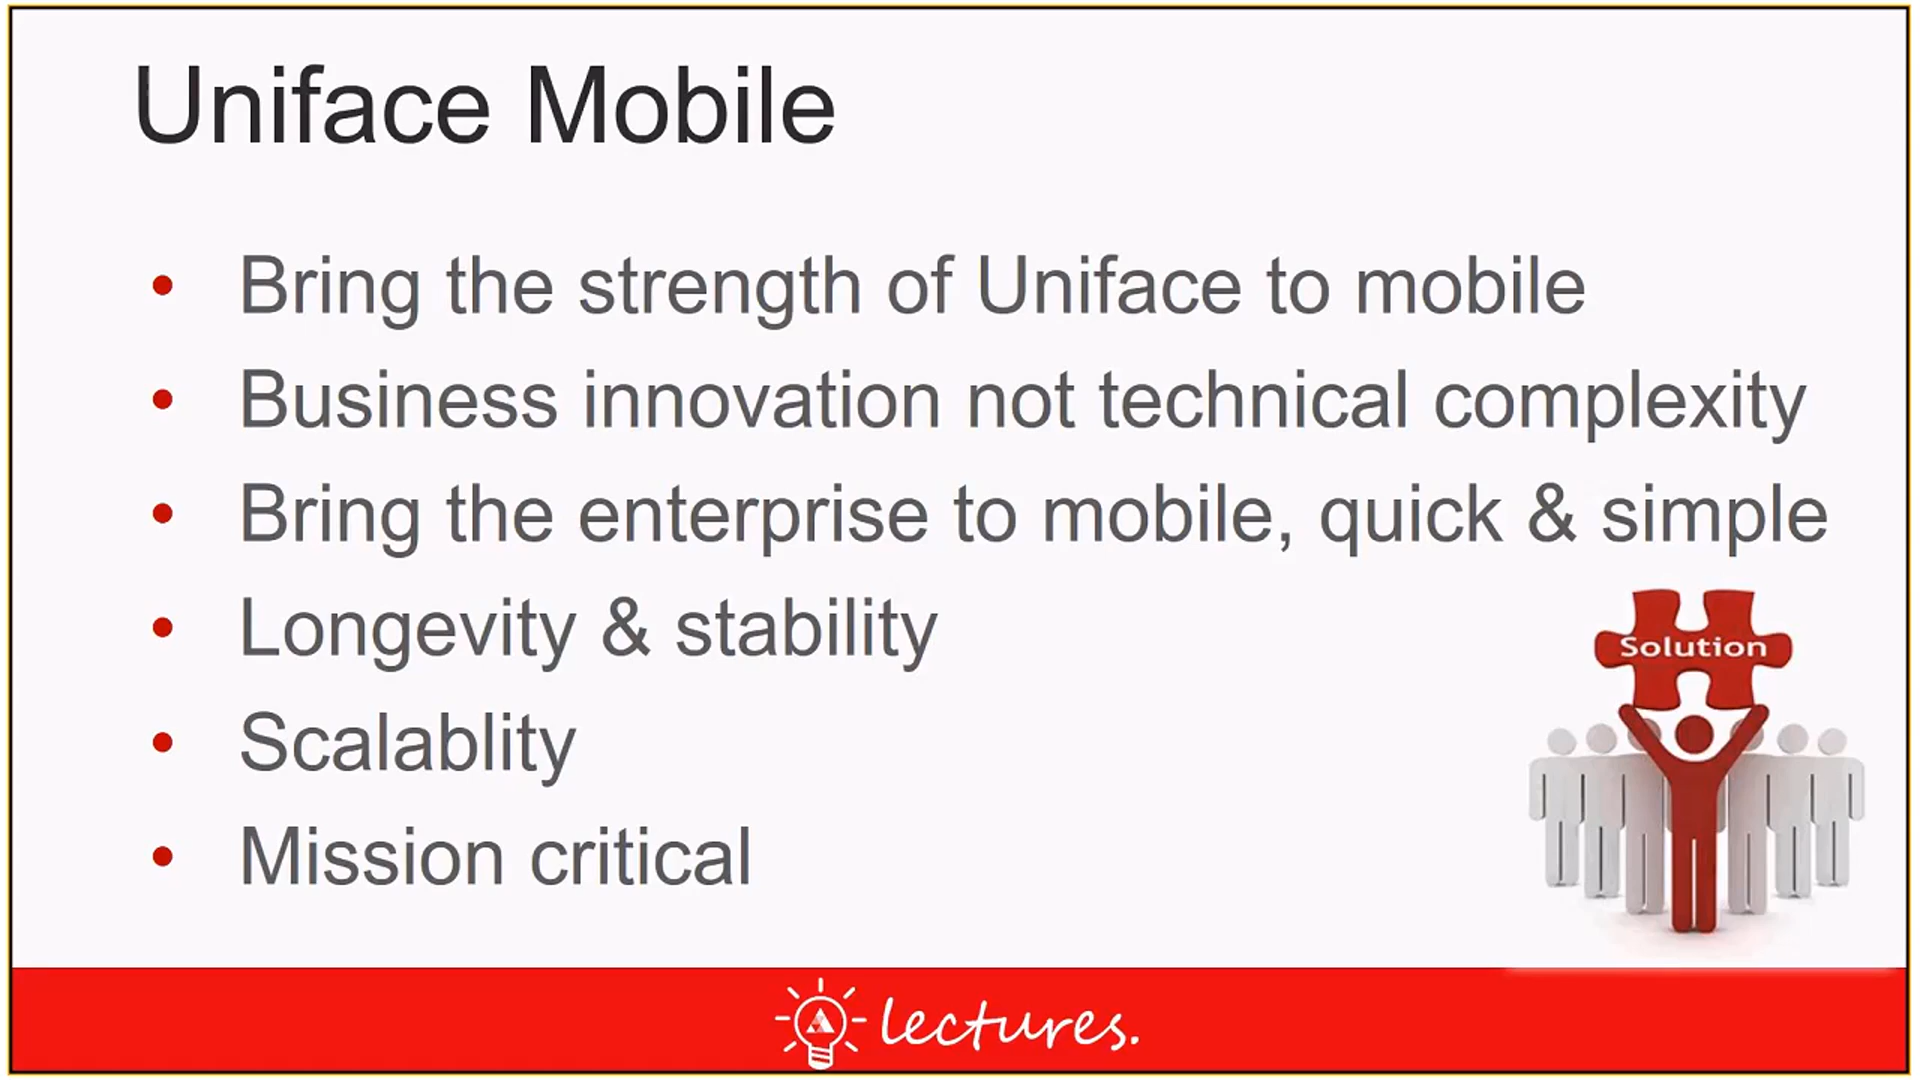 Uniface Mobile
• Bring the strength of Uniface to mobile
• Business innovation not technical complexity
• Bring the enterprise to mobile, quick & simple
• Longevity & stability
Solution
• Scalablity
• Mission critical
lectures.